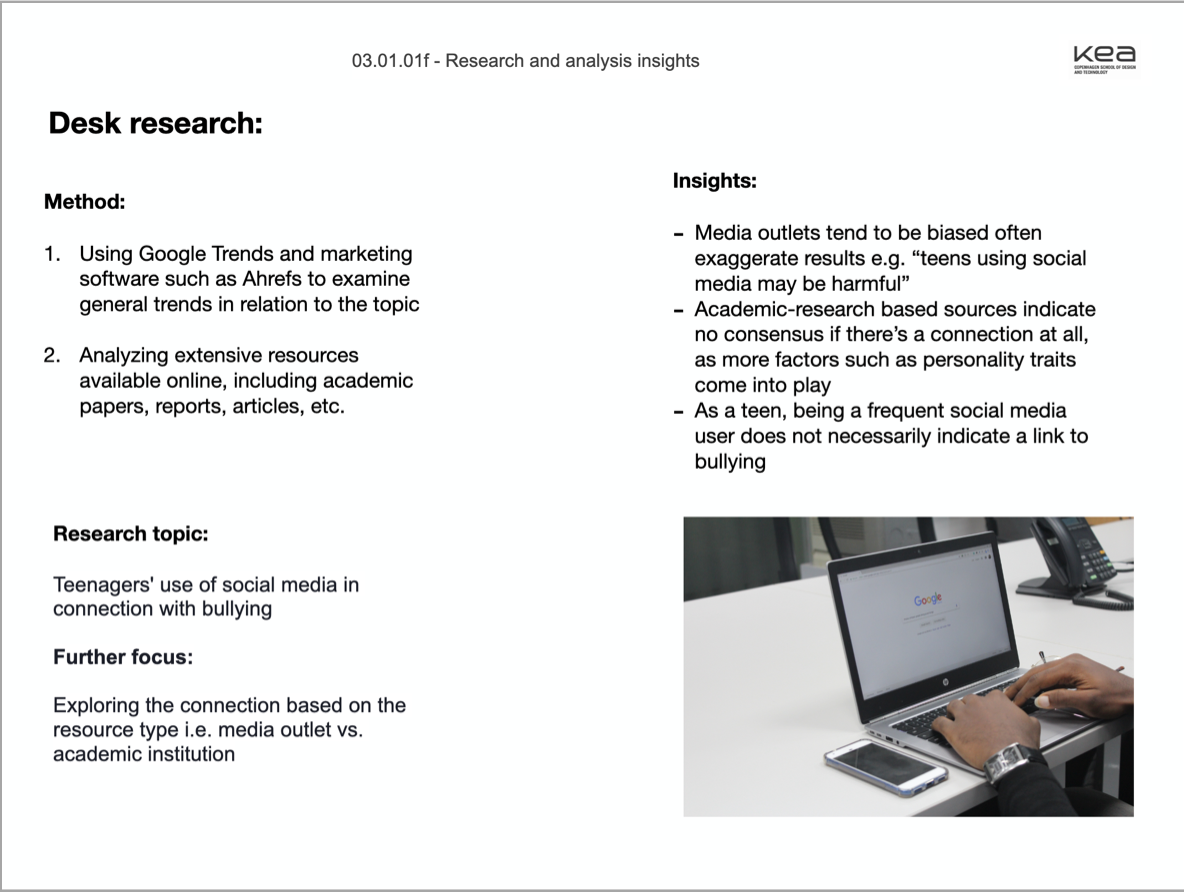 03.01.01f - Research and analysis insights
kea
COPENHAGEN SCHOOL OF DESIGN
AND TECHNOLOGY
Desk research:
Method:
1. Using Google Trends and marketing
software such as Ahrefs to examine
general trends in relation to the topic
2. Analyzing extensive resources
available online, including academic
papers, reports, articles, etc.
Research topic:
Teenagers' use of social media in
connection with bullying
Further focus:
Exploring the connection based on the
resource type i.e. media outlet vs.
academic institution
Insights:
– Media outlets tend to be biased often
exaggerate results e.g. “teens using social
media may be harmful”
– Academic-research based sources indicate
no consensus if there’s a connection at all,
as more factors such as personality traits
come into play
– As a teen, being a frequent social media
user does not necessarily indicate a link to
bullying
Google
hp